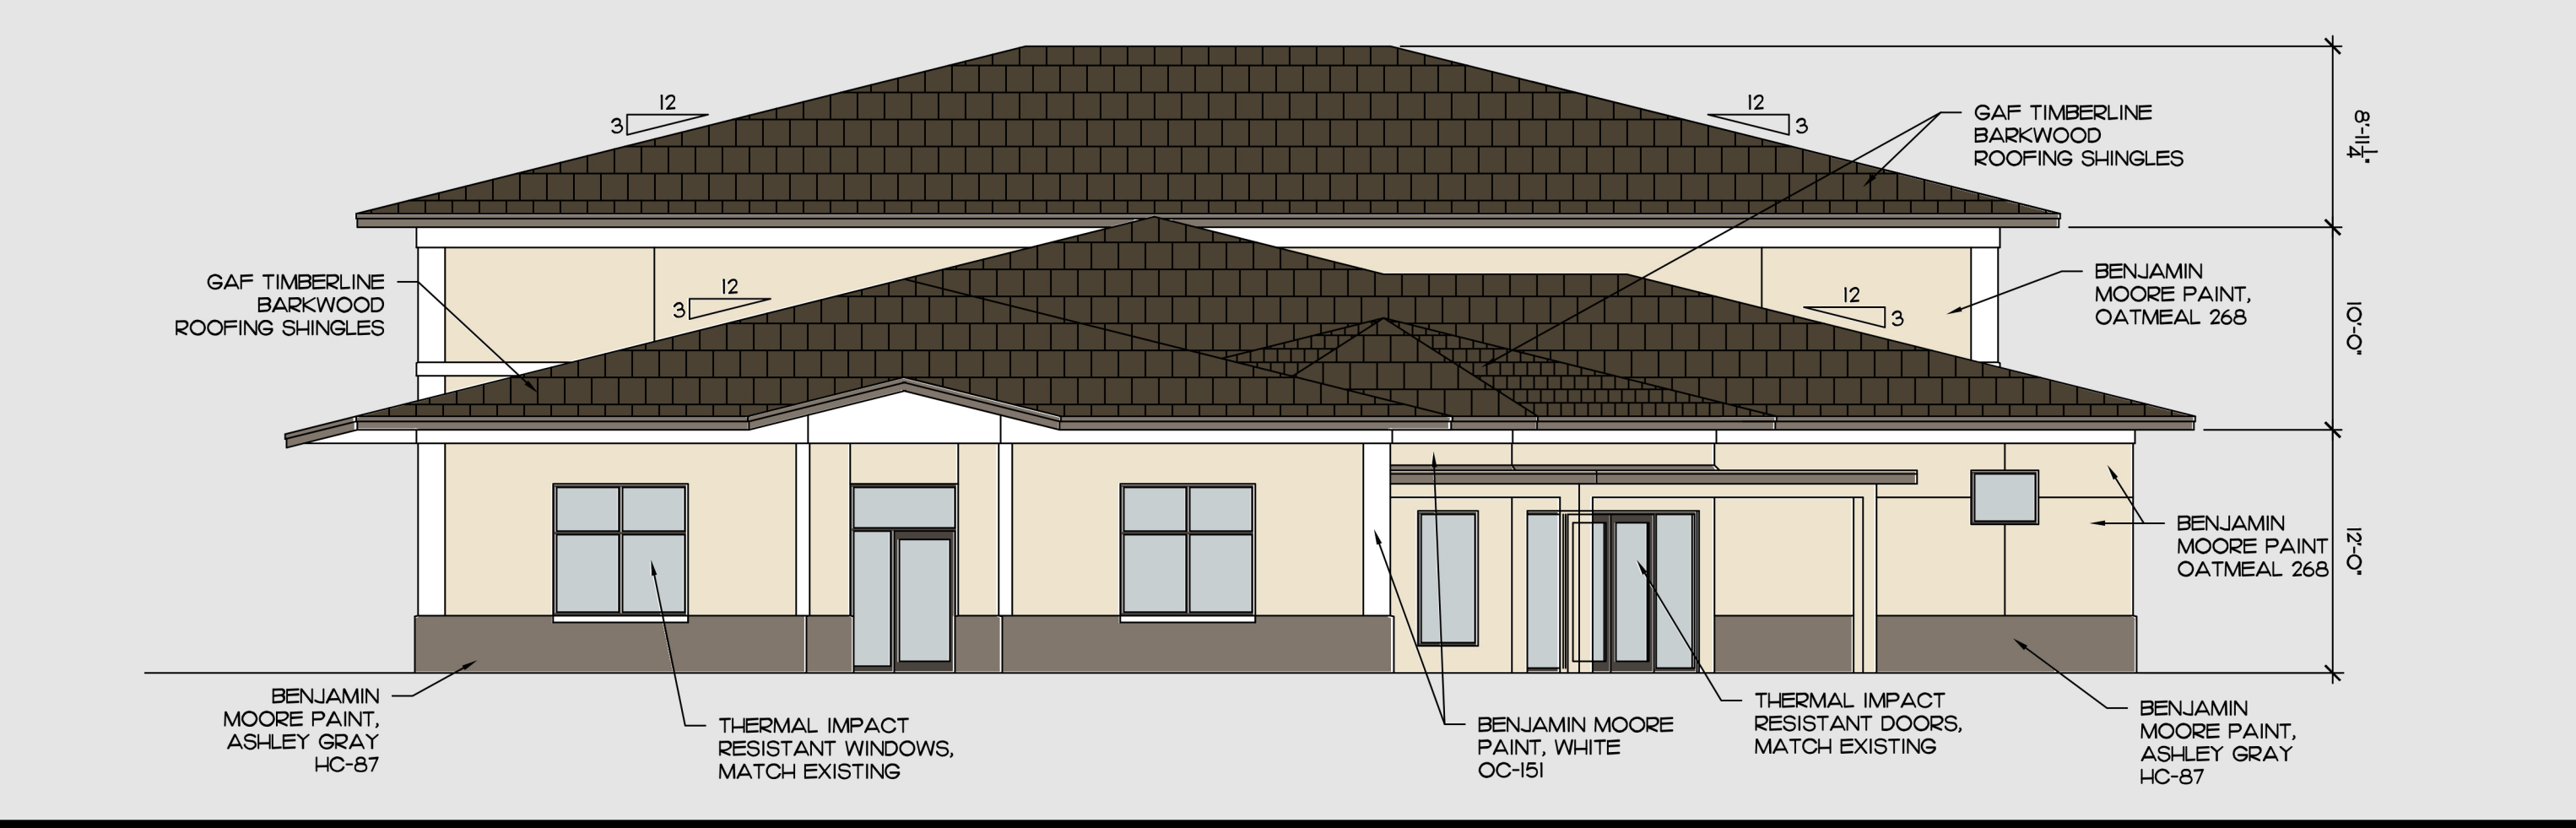 12
3
12
3
GAF TIMBERLINE
BARKWOOD
ROOFING SHINGLES
8'-11 1/4"
GAF TIMBERLINE
BARKWOOD
ROOFING SHINGLES
12
3
12
3
BENJAMIN
MOORE PAINT,
OATMEAL 268
10'-0"
BENJAMIN
MOORE PAINT
OATMEAL 268
12'-0"
BENJAMIN
MOORE PAINT,
ASHLEY GRAY
HC-87
THERMAL IMPACT
RESISTANT WINDOWS,
MATCH EXISTING
BENJAMIN MOORE
PAINT, WHITE
OC-151
THERMAL IMPACT
RESISTANT DOORS,
MATCH EXISTING
BENJAMIN
MOORE PAINT,
ASHLEY GRAY
HC-87